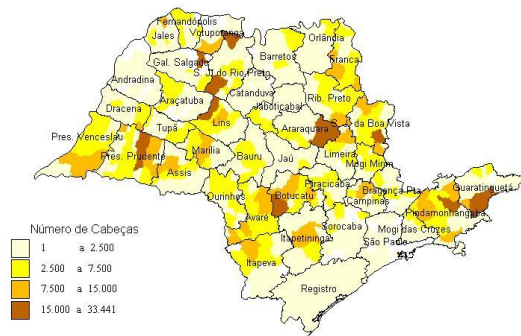 Fernandópolis
Votuporanga
Jales
Orlândia
Gal. Salgado
Barretos
Franca
S. J. do Rio Preto
Andradina
Catanduva
Dracena
Araçatuba
Jaboticabal
Rib. Preto
Tupã
Lins
Araraquara
S. J. da Boa Vista
Pres. Venceslau
Pres. Prudente
Marília
Bauru
Jaú
Limeira
Mogi Mirim
Assis
Ourinhos
Botucatu
Piracicaba
Bragança Pta.
Campinas
Guaratinguetá
Pindamonhangaba
Avaré
Itapetininga
Sorocaba
Mogi das Cruzes
São Paulo
Itapeva
Registro
Número de Cabeças
1 a 2.500
2.500 a 7.500
7.500 a 15.000
15.000 a 33.441